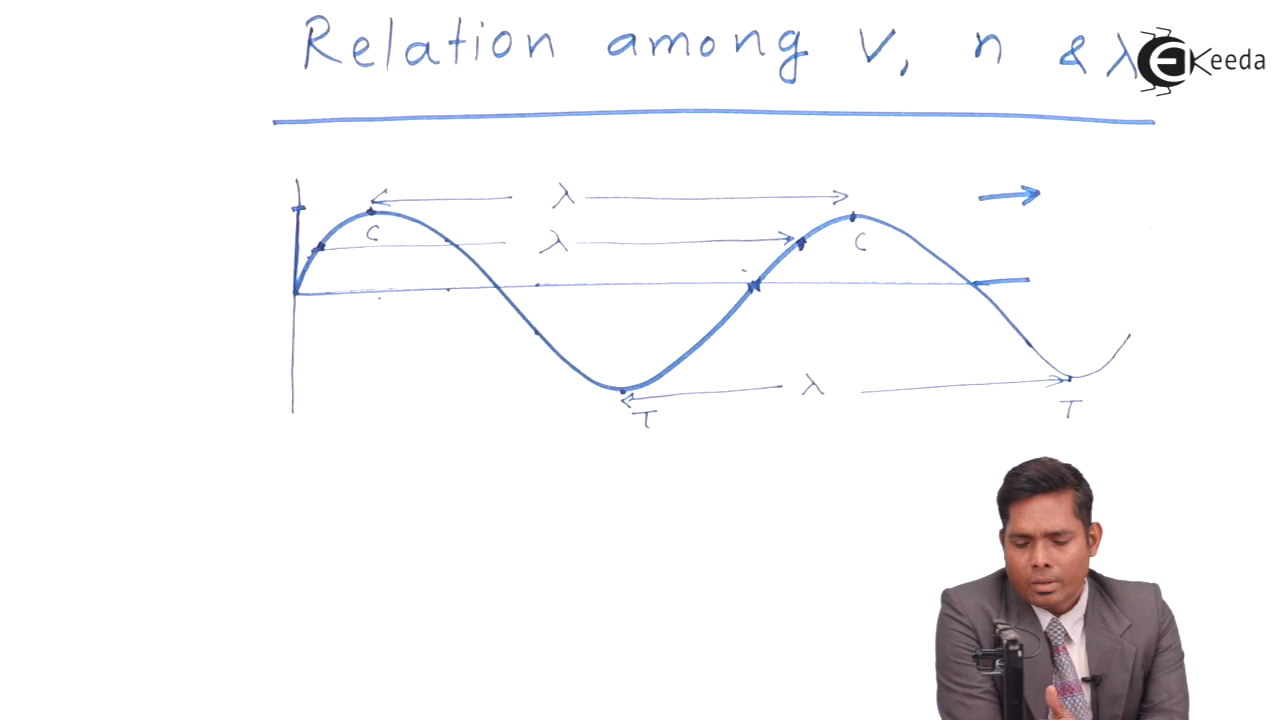 Relation among V, n & λ
EKeeda
λ
λ
C
C
λ
T
T